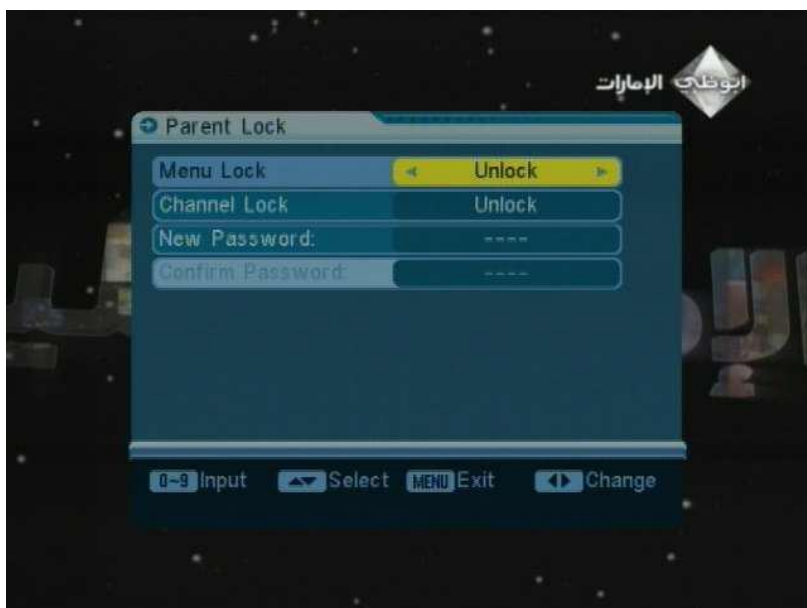 ابوظبي الإمارات
Parent Lock
Menu Lock Unlock
Channel Lock Unlock
New Password: ----
Confirm Password: ----
0~9 Input Select MENU Exit Change